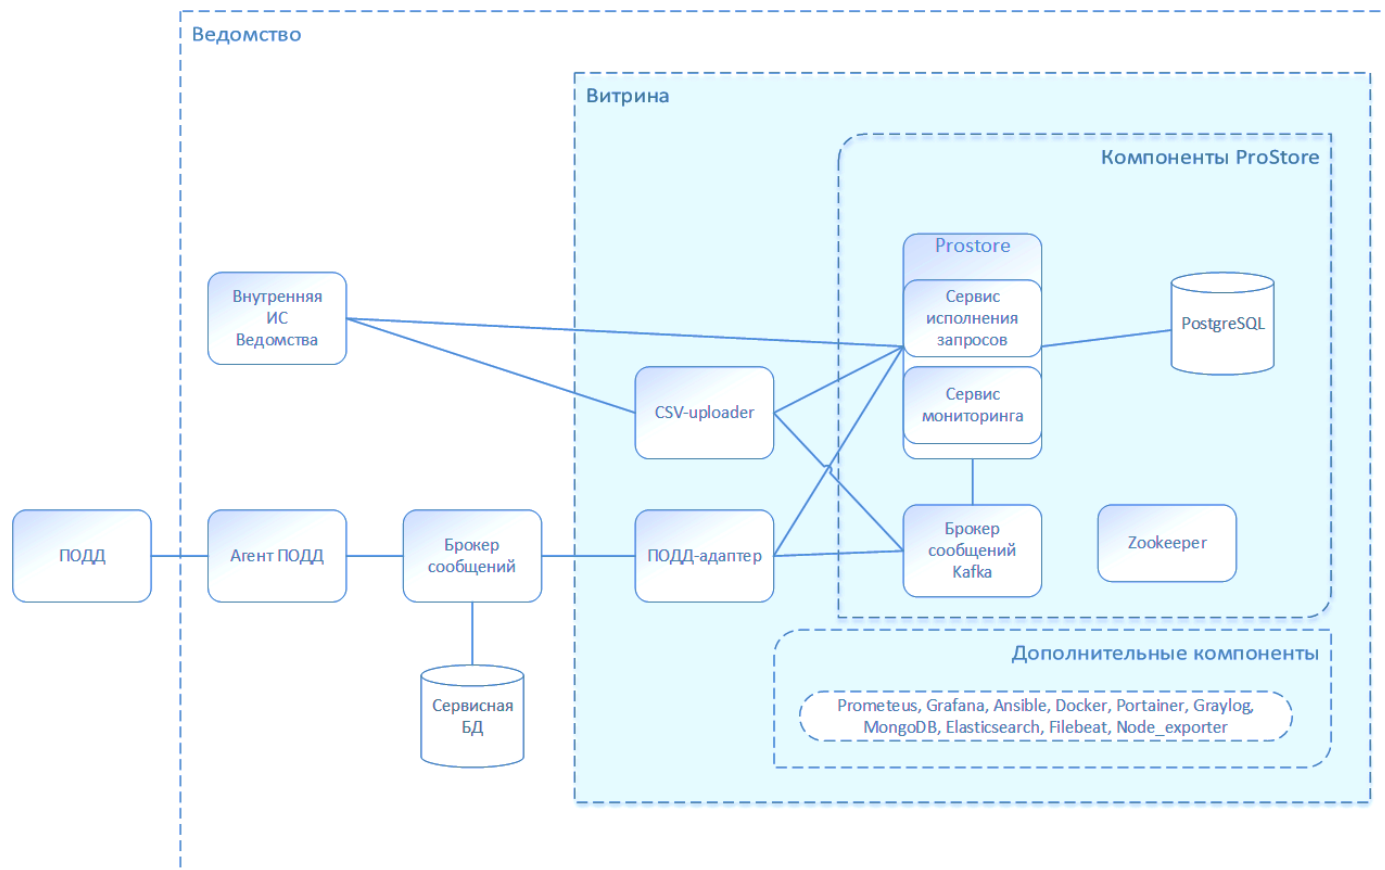 Ведомство
Витрина
Компоненты ProStore
Prostore
Внутренняя
ИС
Ведомства
Сервис
исполнения
запросов
PostgreSQL
CSV-uploader
Сервис
мониторинга
ПОДД
Агент ПОДД
Брокер
сообщений
ПОДД-адаптер
Брокер
сообщений
Kafka
Zookeeper
Сервисная
БД
Дополнительные компоненты
Prometeus, Grafana, Ansible, Docker, Portainer, Graylog,
MongoDB, Elasticsearch, Filebeat, Node_exporter